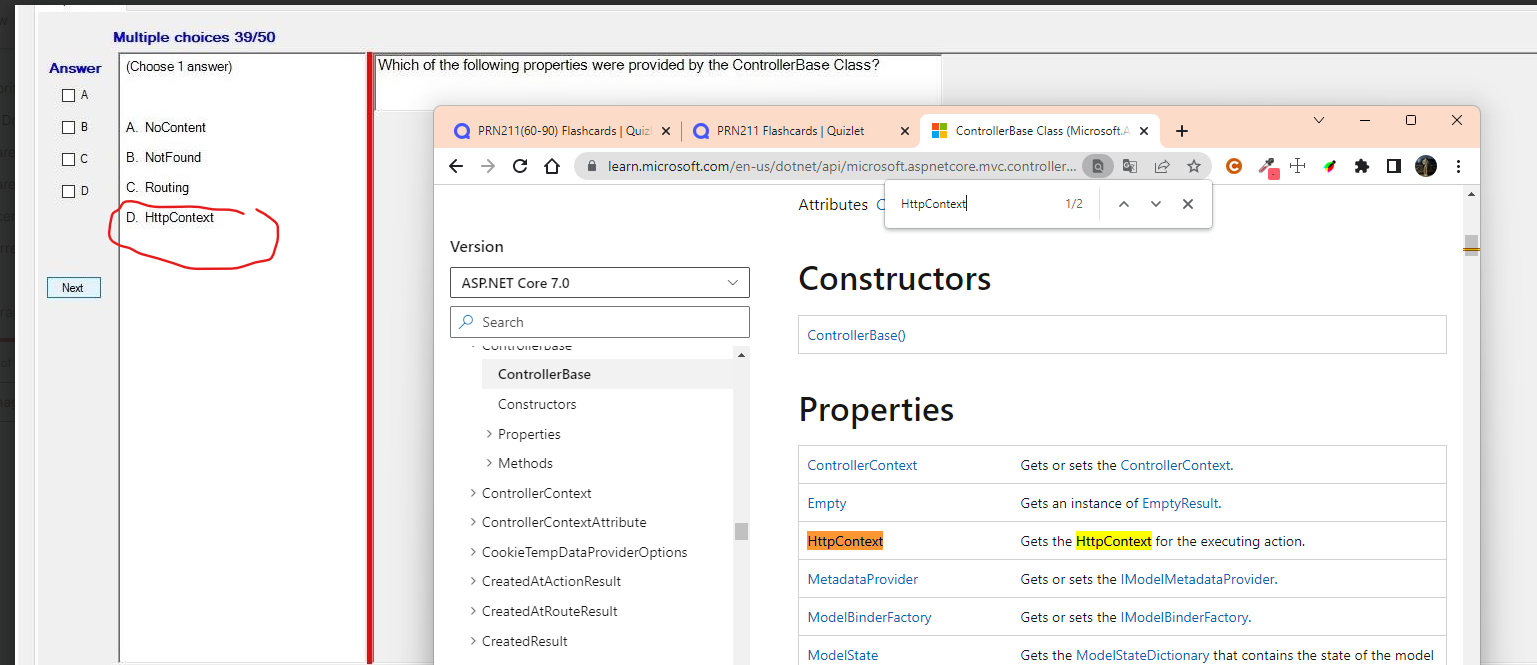 Multiple choices 39/50
Answer
A
B
C
D
Next
(Choose 1 answer)
A. NoContent
B. NotFound
C. Routing
D. HttpContext
Which of the following properties were provided by the ControllerBase Class?
PRN211(60-90) Flashcards | Quiz
PRN211 Flashcards | Quizlet
ControllerBase Class (Microsoft.A
learn.microsoft.com/en-us/dotnet/api/microsoft.aspnetcore.mvc.controller...
HttpContext 1/2
Attributes
Version
ASP.NET Core 7.0
Search
ControllerBase
ControllerBase
Constructors
Properties
Methods
ControllerContext
ControllerContextAttribute
CookieTempDataProviderOptions
CreatedAtActionResult
CreatedAtRouteResult
CreatedResult
Constructors
ControllerBase()
Properties
ControllerContext Gets or sets the ControllerContext.
Empty Gets an instance of EmptyResult.
HttpContext Gets the HttpContext for the executing action.
MetadataProvider Gets or sets the IModelMetadataProvider.
ModelBinderFactory Gets or sets the IModelBinderFactory.
ModelState Gets the ModelStateDictionary that contains the state of the model